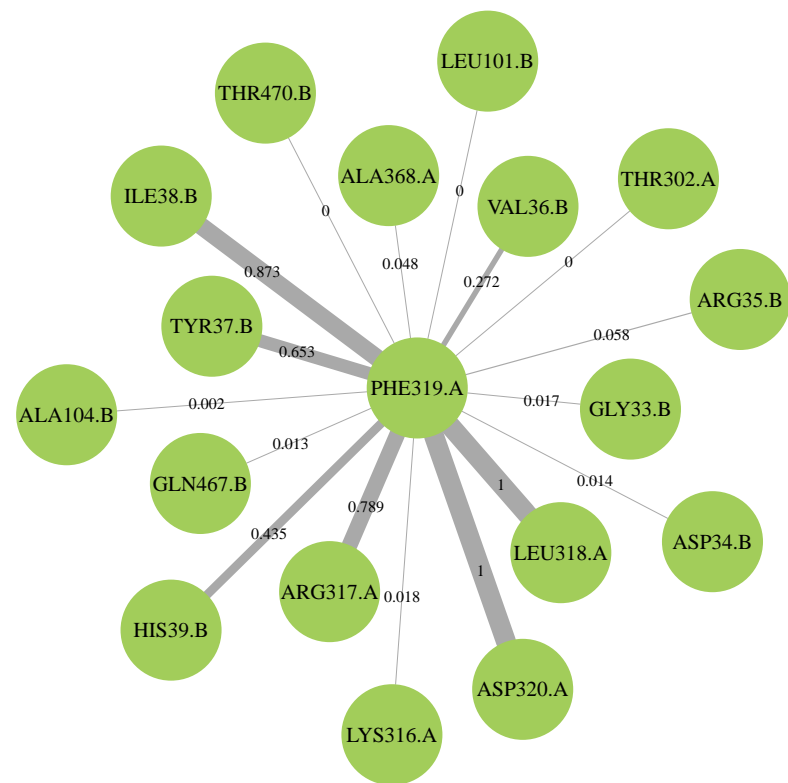 LEU101.B
THR470.B
ALA368.A
THR302.A
ILE38.B
0
VAL36.B
0
0.048
0
0.873
0.272
ARG35.B
TYR37.B
0.058
0.653
PHE319.A
0.002
0.017
GLY33.B
ALA104.B
0.013
GLN467.B
1
0.014
0.789
0.435
ASP34.B
LEU318.A
1
ARG317.A
0.018
HIS39.B
ASP320.A
LYS316.A